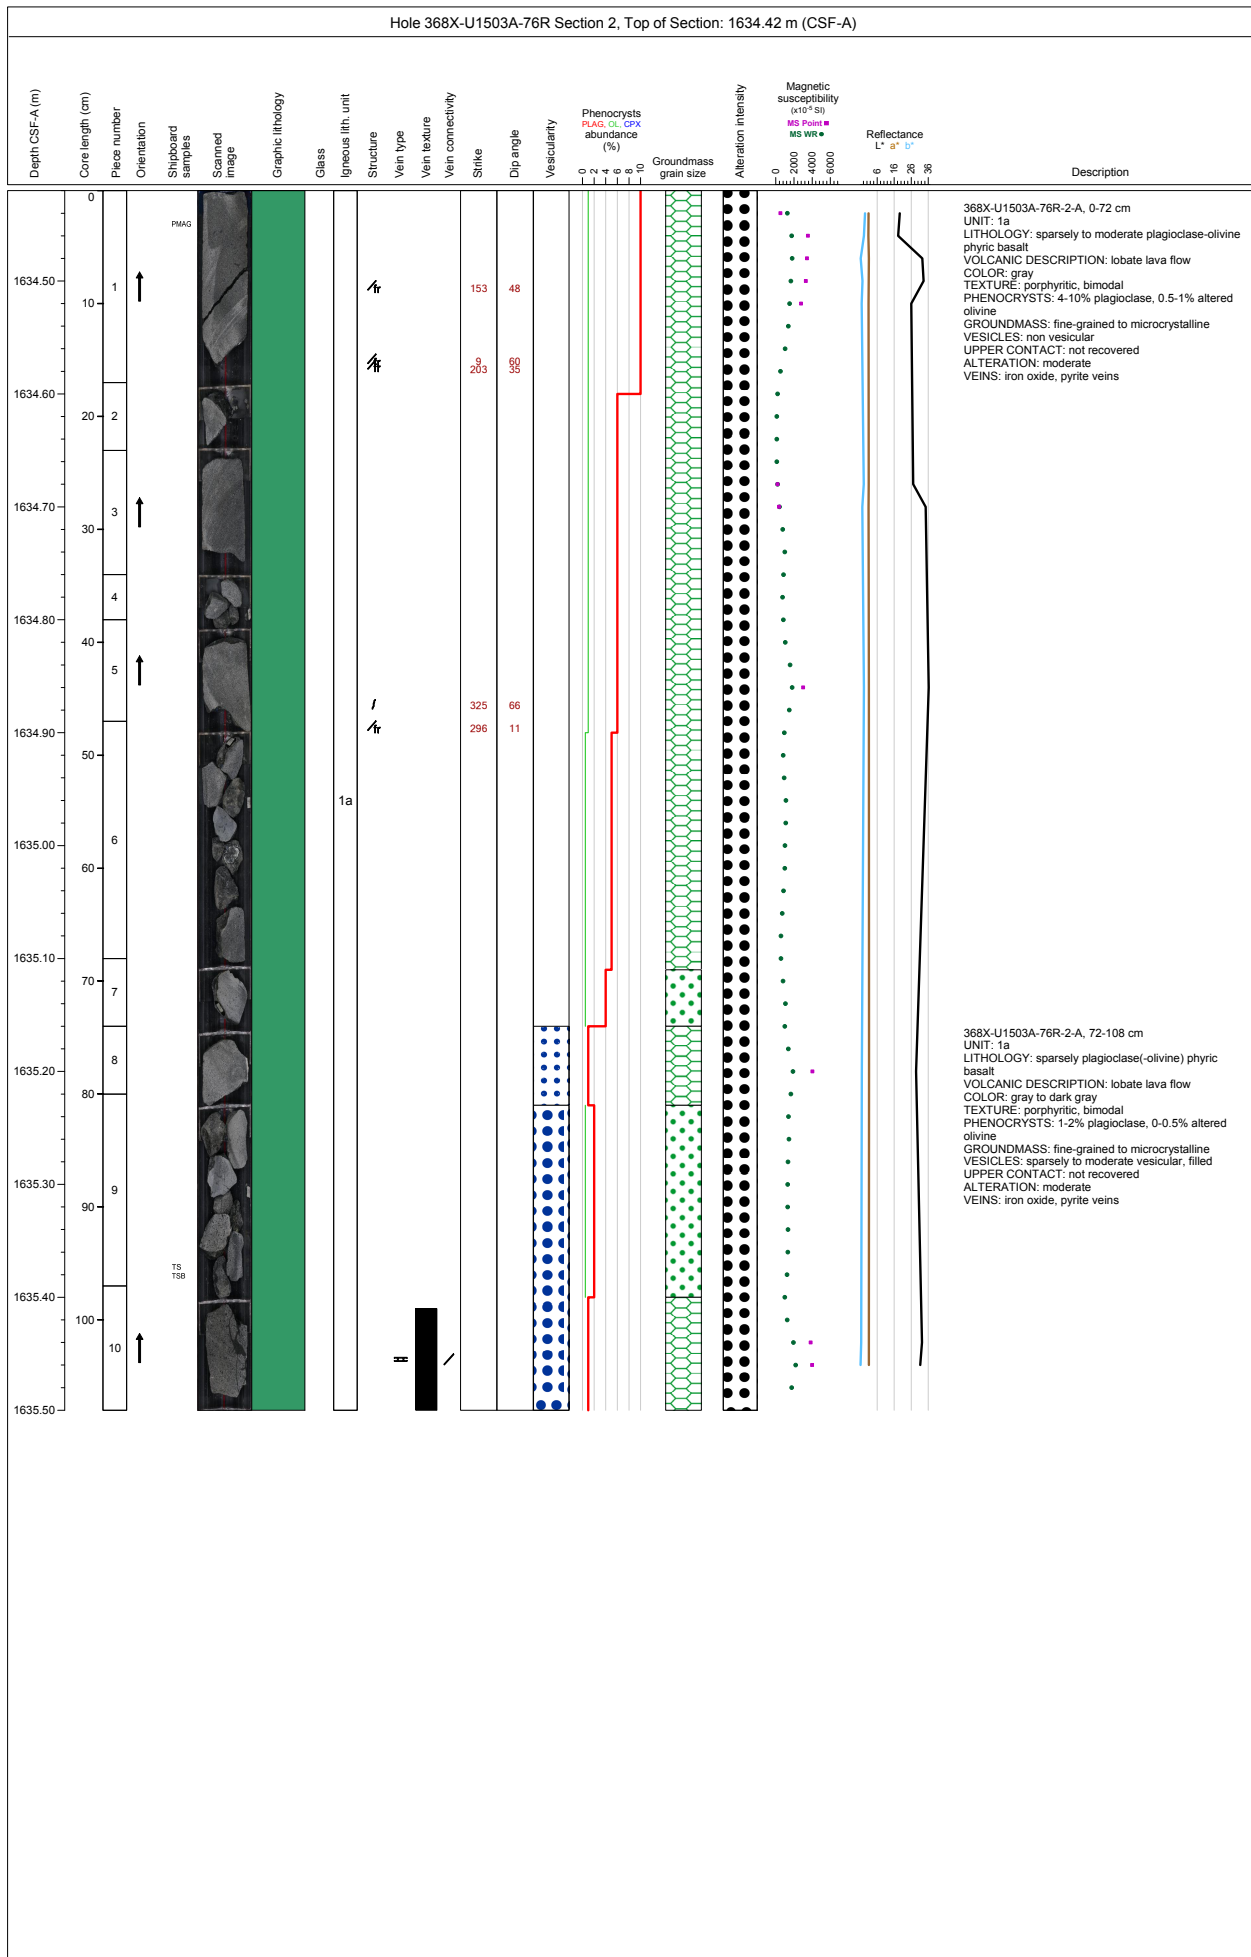 Hole 368X-U1503A-76R Section 2, Top of Section: 1634.42 m (CSF-A)
Depth CSF-A (m)
Core length (cm)
Piece number
Orientation
Shipboard
samples
Scanned
image
Graphic lithology
Glass
Igneous lith. unit
Structure
Vein type
Vein texture
Vein connectivity
Strike
Dip angle
Vesicularity
Phenocrysts
PLAG, OL, CPX
abundance
(%)
0 2 4 6 8 10
Groundmass
grain size
Alteration intensity
Magnetic
susceptibility
(x10-5 SI)
MS Point
MS WR
0 2000 4000 6000
Reflectance
L* a* b*
6 16 26 36
Description
0
PMAG
1634.50
10
1
fr
153 48
fr
9 60
fr
203 35
1634.60
20
2
1634.70
30
3
4
1634.80
40
5
325 66
1634.90
fr
296 11
50
1a
1635.00
6
60
1635.10
70
7
8
1635.20
80
1635.30
9
90
TS
TSB
1635.40
100
10
1635.50
368X-U1503A-76R-2-A, 0-72 cm
UNIT: 1a
LITHOLOGY: sparsely to moderate plagioclase-olivine
phyric basalt
VOLCANIC DESCRIPTION: lobate lava flow
COLOR: gray
TEXTURE: porphyritic, bimodal
PHENOCRYSTS: 4-10% plagioclase, 0.5-1% altered
olivine
GROUNDMASS: fine-grained to microcrystalline
VESICLES: non vesicular
UPPER CONTACT: not recovered
ALTERATION: moderate
VEINS: iron oxide, pyrite veins
368X-U1503A-76R-2-A, 72-108 cm
UNIT: 1a
LITHOLOGY: sparsely plagioclase(-olivine) phyric
basalt
VOLCANIC DESCRIPTION: lobate lava flow
COLOR: gray to dark gray
TEXTURE: porphyritic, bimodal
PHENOCRYSTS: 1-2% plagioclase, 0-0.5% altered
olivine
GROUNDMASS: fine-grained to microcrystalline
VESICLES: sparsely to moderate vesicular, filled
UPPER CONTACT: not recovered
ALTERATION: moderate
VEINS: iron oxide, pyrite veins